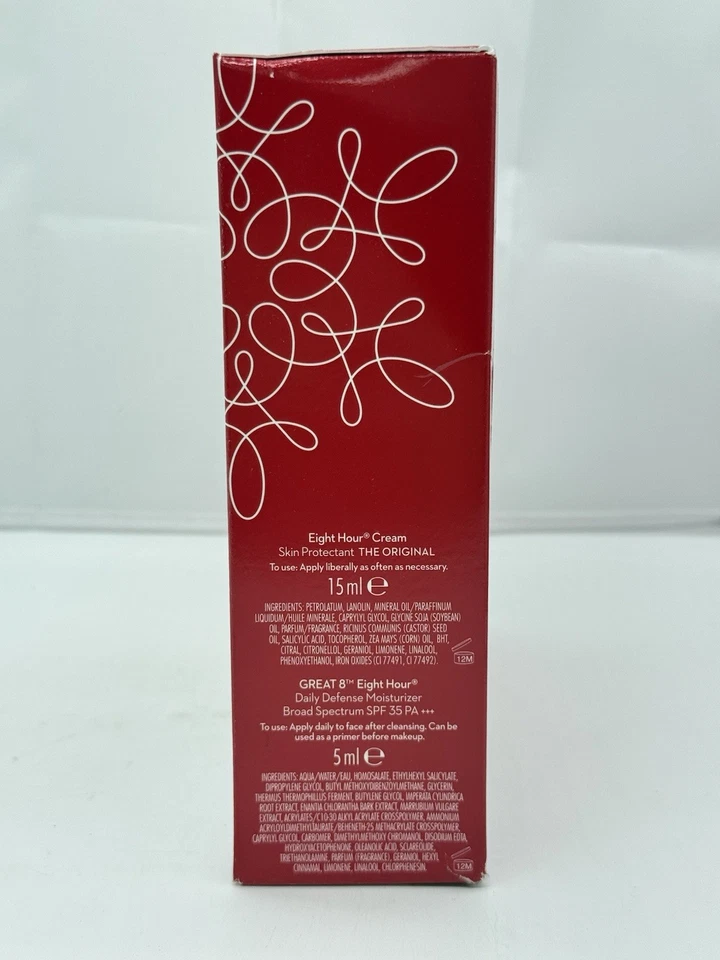 Eight Hour® Cream
Skin Protectant THE ORIGINAL
To use: Apply liberally as often as necessary.
15ml ℮
INGREDIENTS: PETROLATUM, LANOLIN, MINERAL OIL/PARAFFINUM
LIQUIDUM/HUILE MINERALE, CAPRYLYL GLYCOL, GLYCINE SOJA (SOYBEAN)
OIL, PARFUM/FRAGRANCE, RICINUS COMMUNIS (CASTOR) SEED
OIL, SALICYLIC ACID, TOCOPHEROL, ZEA MAYS (CORN) OIL, BHT,
CITRAL, CITRONELLOL, GERANIOL, LIMONENE, LINALOOL,
PHENOXYETHANOL, IRON OXIDES (CI 77491, CI 77492).
12M
GREAT 8™ Eight Hour®
Daily Defense Moisturizer
Broad Spectrum SPF 35 PA +++
To use: Apply daily to face after cleansing. Can be
used as a primer before makeup.
5ml ℮
INGREDIENTS: AQUA/WATER/EAU, HOMOSALATE, ETHYLHEXYL SALICYLATE,
DIPROPYLENE GLYCOL, BUTYL METHOXYDIBENZOYLMETHANE, GLYCERIN,
THERMUS THERMOPHILLUS FERMENT, BUTYLENE GLYCOL, IMPERATA CYLINDRICA
ROOT EXTRACT, ENANTIA CHLORANTHA BARK EXTRACT, MARRUBIUM VULGARE
EXTRACT, ACRYLATES/C10-30 ALKYL ACRYLATE CROSSPOLYMER, AMMONIUM
ACRYLOYLDIMETHYLTAURATE/BEHENETH-25 METHACRYLATE CROSSPOLYMER,
CAPRYLYL GLYCOL, CARBOMER, DIMETHYLMETHOXY CHROMANOL, DISODIUM EDTA,
HYDROXYACETOPHENONE, OLEANOLIC ACID, SCLAREOLIDE,
TRIETHANOLAMINE, PARFUM (FRAGRANCE), GERANIOL, HEXYL
CINNAMAL, LIMONENE, LINALOOL, CHLORPHENESIN.
12M